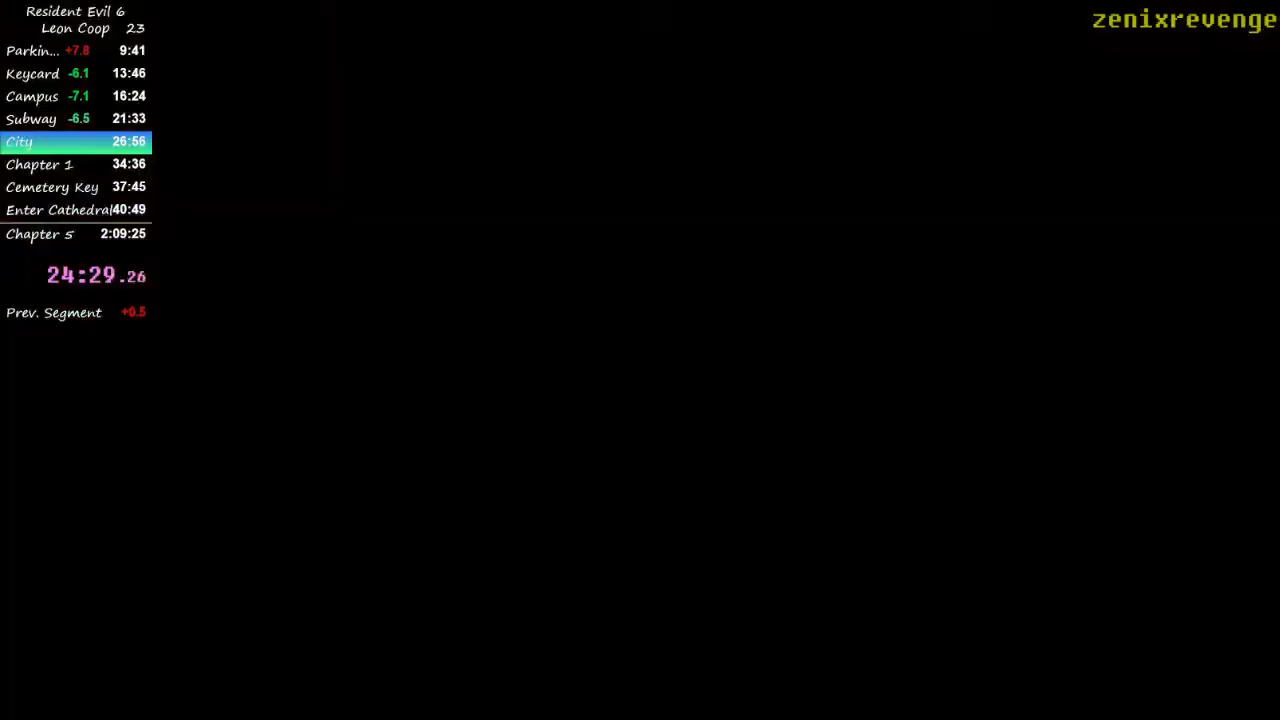 Resident Evil 6
Leon Coop 23
zenixrevenge
Parkin... +7.8 9:41
Keycard -6.1 13:46
Campus -7.1 16:24
Subway -6.5 21:33
City 26:56
Chapter 1 34:36
Cemetery Key 37:45
Enter Cathedral 40:49
Chapter 5 2:09:25
24:29.26
Prev. Segment +0.5